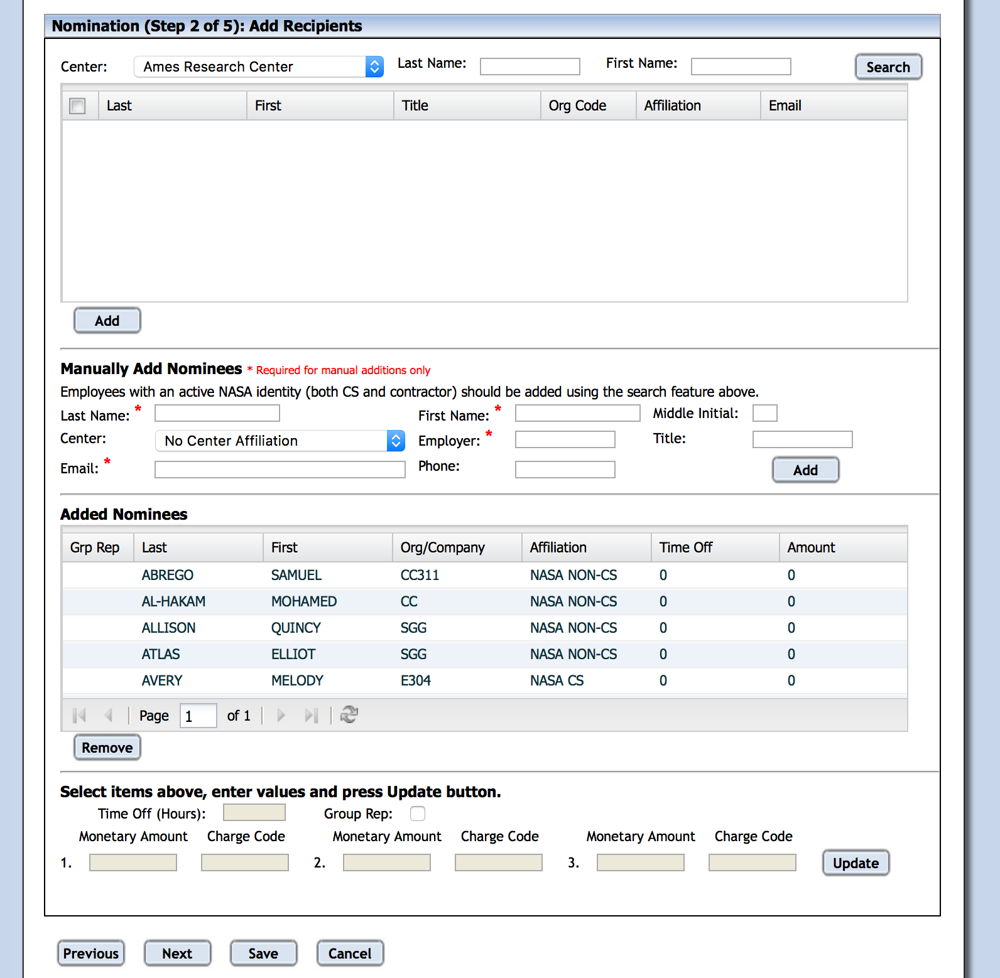 Nomination (Step 2 of 5): Add Recipients
Center: Ames Research Center Last Name: First Name: Search
Last First Title Org Code Affiliation Email
Add
Manually Add Nominees * Required for manual additions only
Employees with an active NASA identity (both CS and contractor) should be added using the search feature above.
Last Name: * First Name: * Middle Initial:
Center: No Center Affiliation Employer: * Title:
Email: * Phone: Add
Added Nominees
Grp Rep Last First Org/Company Affiliation Time Off Amount
ABREGO SAMUEL CC311 NASA NON-CS 0 0
AL-HAKAM MOHAMED CC NASA NON-CS 0 0
ALLISON QUINCY SGG NASA NON-CS 0 0
ATLAS ELLIOT SGG NASA NON-CS 0 0
AVERY MELODY E304 NASA CS 0 0
Page 1 of 1
Remove
Select items above, enter values and press Update button.
Time Off (Hours): Group Rep:
Monetary Amount Charge Code Monetary Amount Charge Code Monetary Amount Charge Code
1. 2. 3. Update
Previous Next Save Cancel